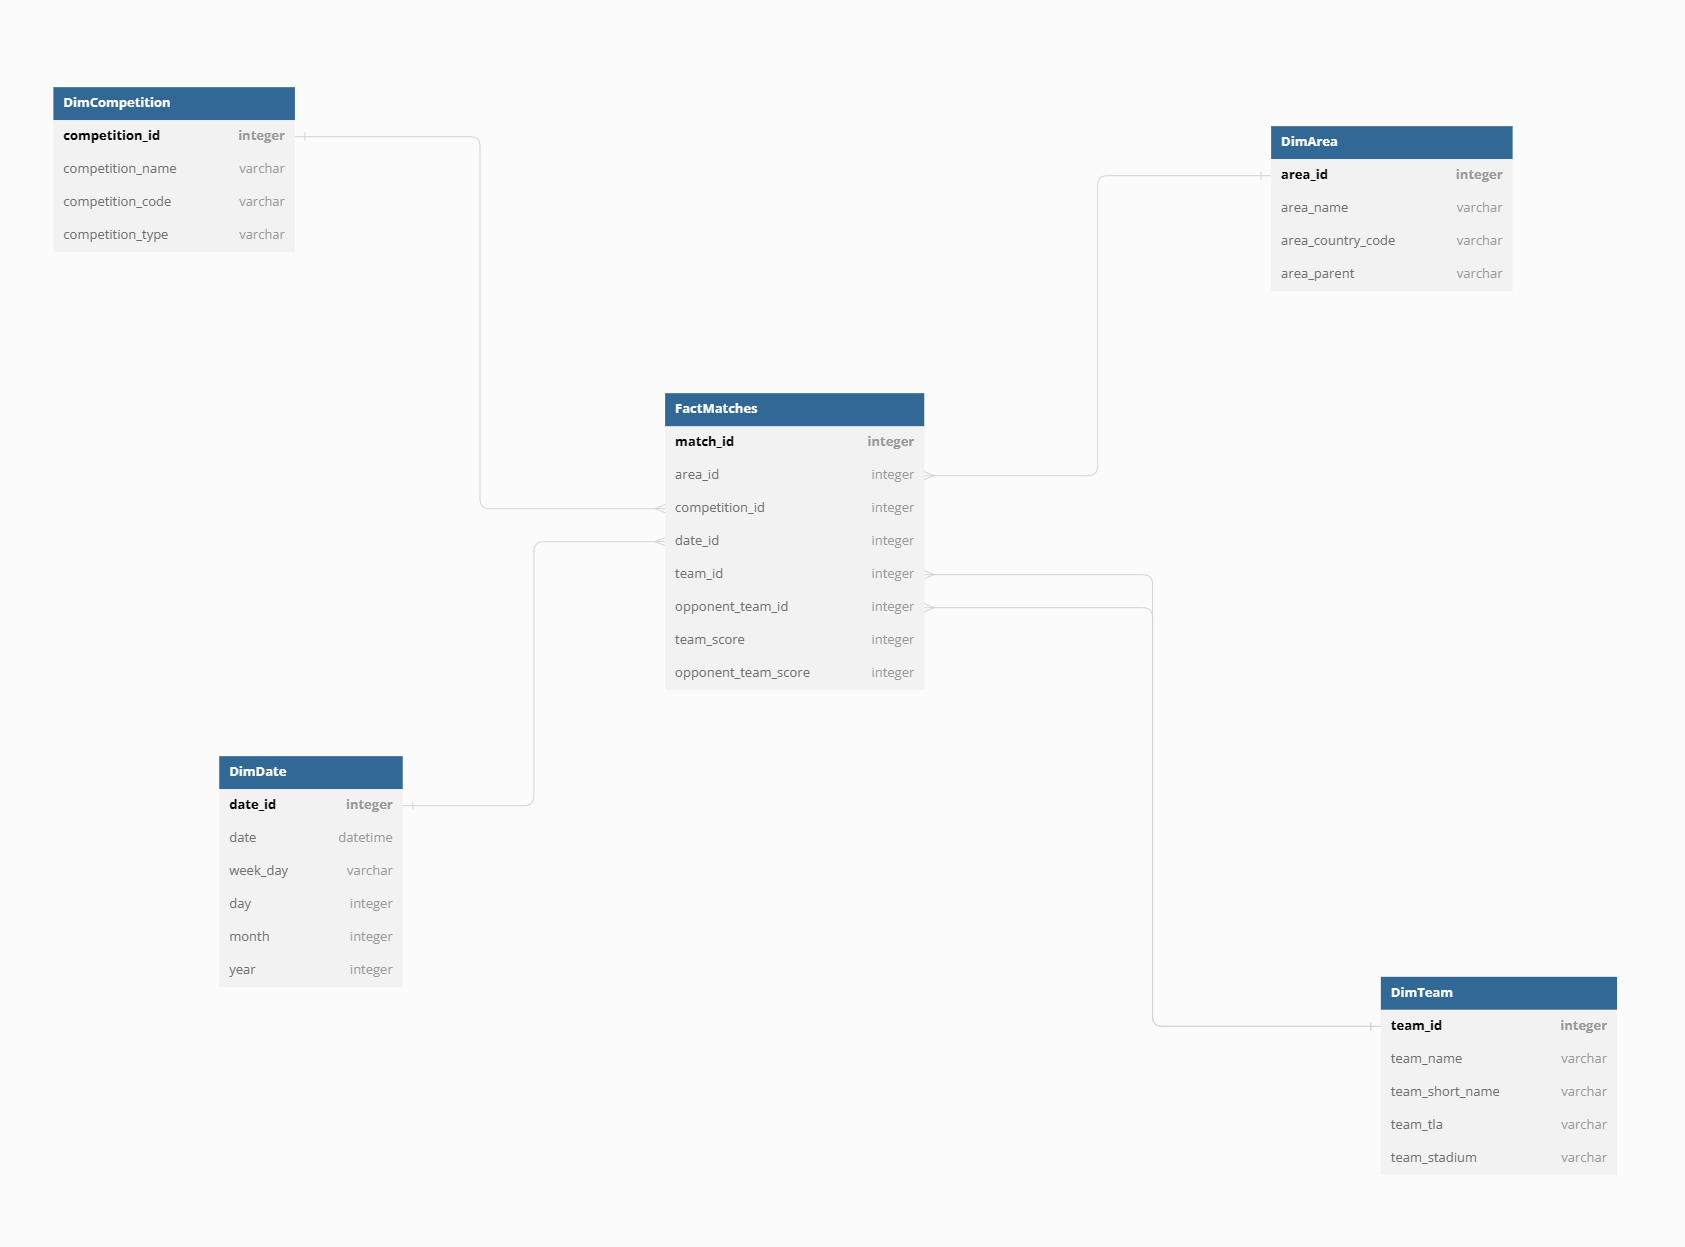 DimCompetition
competition_id integer
competition_name varchar
competition_code varchar
competition_type varchar
DimArea
area_id integer
area_name varchar
area_country_code varchar
area_parent varchar
FactMatches
match_id integer
area_id integer
competition_id integer
date_id integer
team_id integer
opponent_team_id integer
team_score integer
opponent_team_score integer
DimDate
date_id integer
date datetime
week_day varchar
day integer
month integer
year integer
DimTeam
team_id integer
team_name varchar
team_short_name varchar
team_tla varchar
team_stadium varchar